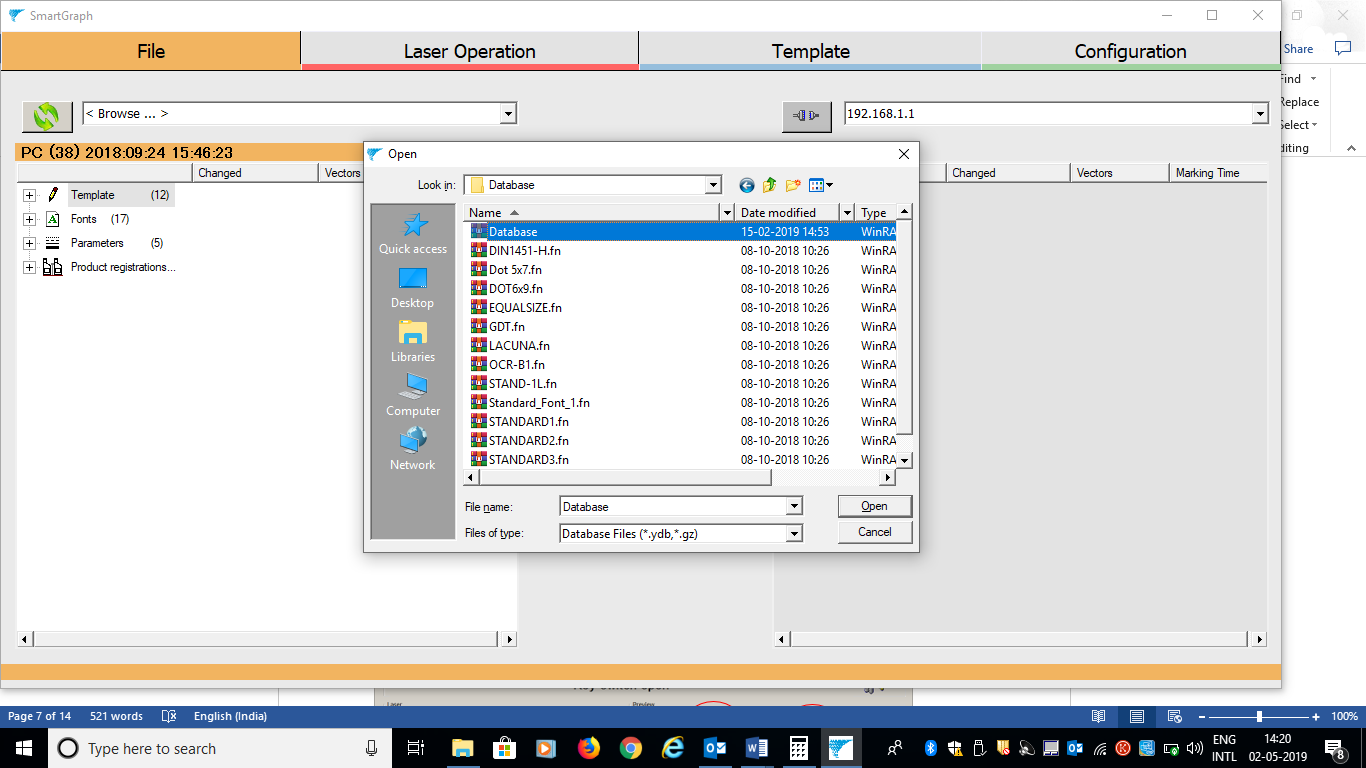 SmartGraph
Share
File
Laser Operation
Template
Configuration
Find
Replace
Select
Editing
< Browse ... >
192.168.1.1
PC (38) 2018:09:24 15:46:23
Changed
Vectors
Changed
Vectors
Marking Time
Template (12)
Fonts (17)
Parameters (5)
Product registrations...
Open
Look in:
Database
Quick access
Desktop
Libraries
Computer
Network
Name
Date modified
Type
Database 15-02-2019 14:53 WinRA
DIN1451-H.fn 08-10-2018 10:26 WinRA
Dot 5x7.fn 08-10-2018 10:26 WinRA
DOT6x9.fn 08-10-2018 10:26 WinRA
EQUALSIZE.fn 08-10-2018 10:26 WinRA
GDT.fn 08-10-2018 10:26 WinRA
LACUNA.fn 08-10-2018 10:26 WinRA
OCR-B1.fn 08-10-2018 10:26 WinRA
STAND-1L.fn 08-10-2018 10:26 WinRA
Standard_Font_1.fn 08-10-2018 10:26 WinRA
STANDARD1.fn 08-10-2018 10:26 WinRA
STANDARD2.fn 08-10-2018 10:26 WinRA
STANDARD3.fn 08-10-2018 10:26 WinRA
File name:
Database
Open
Files of type:
Database Files (*.ydb,*.gz)
Cancel
Laser
Preview
Page 7 of 14
521 words
English (India)
100%
Type here to search
ENG
INTL
14:20
02-05-2019
8